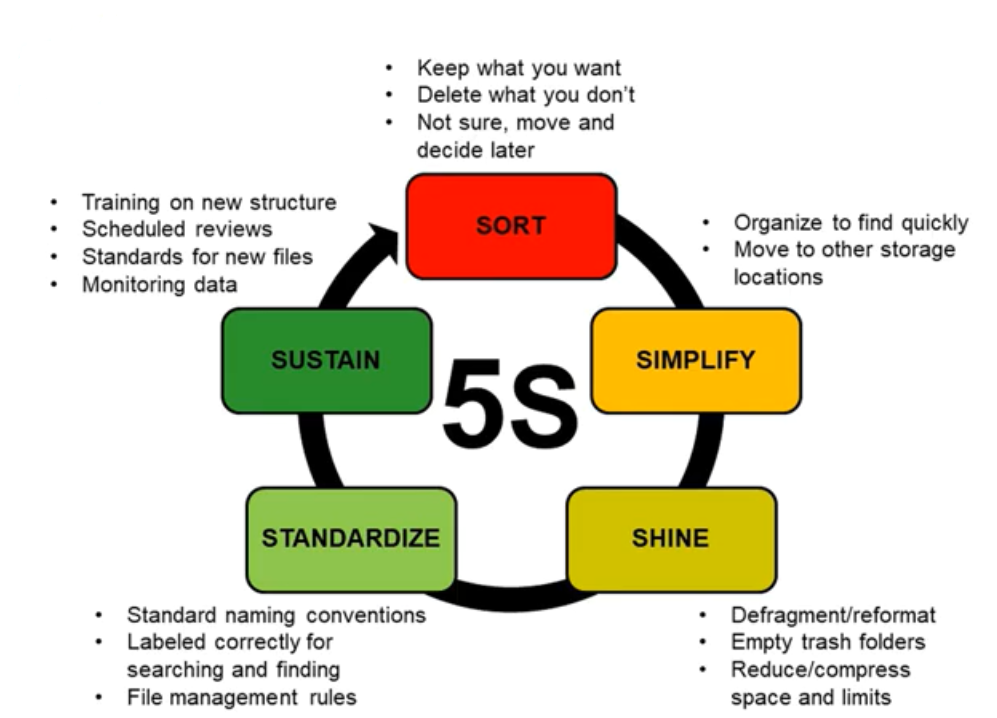 • Keep what you want
• Delete what you don't
• Not sure, move and
decide later
SORT
• Training on new structure
• Scheduled reviews
• Standards for new files
• Monitoring data
• Organize to find quickly
• Move to other storage
locations
SUSTAIN
5S
SIMPLIFY
STANDARDIZE
SHINE
• Standard naming conventions
• Labeled correctly for
searching and finding
• File management rules
• Defragment/reformat
• Empty trash folders
• Reduce/compress
space and limits